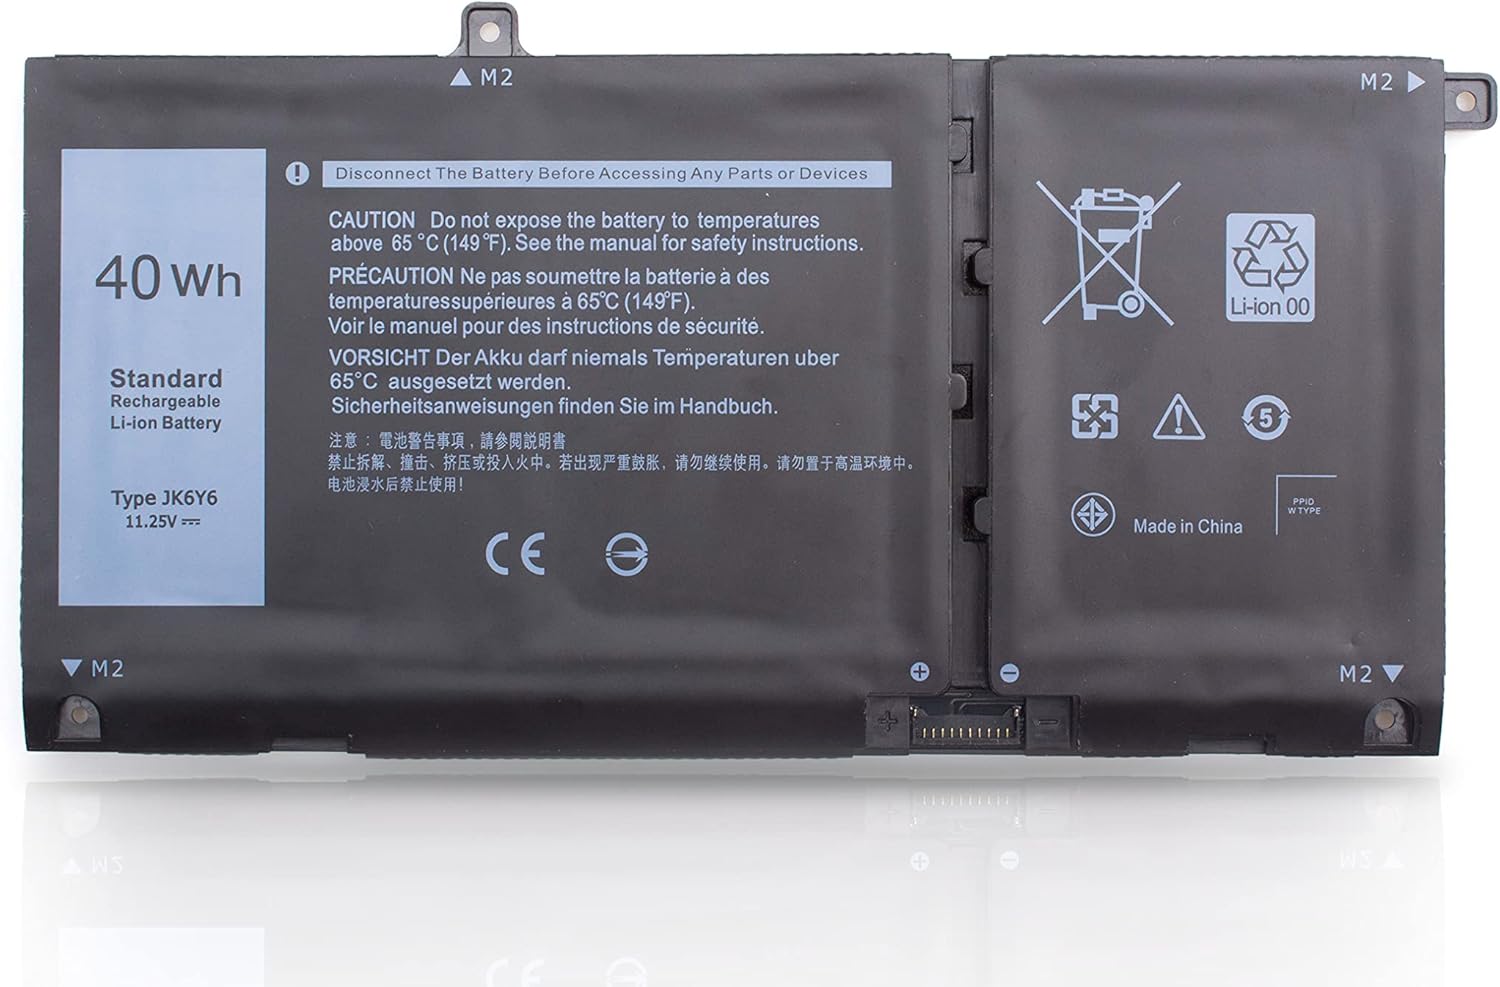 M2
M2
Disconnect The Battery Before Accessing Any Parts or Devices
40 Wh
Standard
Rechargeable
Li-ion Battery
Type JK6Y6
11.25V
CAUTION Do not expose the battery to temperatures
above 65 °C (149 °F). See the manual for safety instructions.
PRÉCAUTION Ne pas soumettre la batterie à des
temperaturessupérieures à 65°C (149°F).
Voir le manuel pour des instructions de sécurité.
VORSICHT Der Akku darf niemals Temperaturen uber
65°C ausgesetzt werden.
Sicherheitsanweisungen finden Sie im Handbuch.
注意：電池警告事項，請參閱説明書
禁止拆解、撞击、挤压或投入火中。若出现严重鼓胀，请勿继续使用。请勿置于高温环境中。
电池浸水后禁止使用！
CE
Li-ion 00
5
Made in China
PPID
W TYPE
M2
M2
+ −
+ −